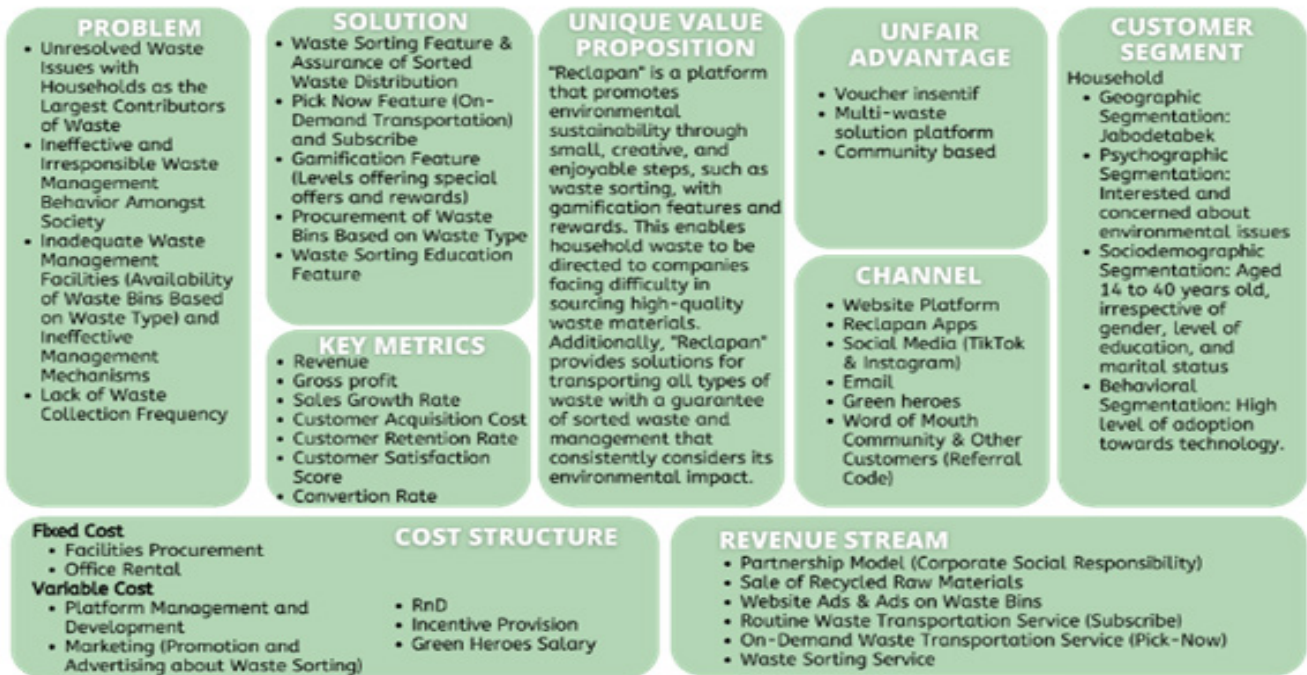 PROBLEM
• Unresolved Waste
Issues with
Households as the
Largest Contributors
of Waste
• Ineffective and
Irresponsible Waste
Management
Behavior Amongst
Society
• Inadequate Waste
Management
Facilities (Availability
of Waste Bins Based
on Waste Type) and
Ineffective
Management
Mechanisms
• Lack of Waste
Collection Frequency
SOLUTION
• Waste Sorting Feature &
Assurance of Sorted
Waste Distribution
• Pick Now Feature (On-
Demand Transportation)
and Subscribe
• Gamification Feature
(Levels offering special
offers and rewards)
• Procurement of Waste
Bins Based on Waste Type
• Waste Sorting Education
Feature
KEY METRICS
• Revenue
• Gross profit
• Sales Growth Rate
• Customer Acquisition Cost
• Customer Retention Rate
• Customer Satisfaction
Score
• Convertion Rate
UNIQUE VALUE
PROPOSITION
"Reclapan" is a platform
that promotes
environmental
sustainability through
small, creative, and
enjoyable steps, such as
waste sorting, with
gamification features and
rewards. This enables
household waste to be
directed to companies
facing difficulty in
sourcing high-quality
waste materials.
Additionally, "Reclapan"
provides solutions for
transporting all types of
waste with a guarantee
of sorted waste and
management that
consistently considers its
environmental impact.
UNFAIR
ADVANTAGE
• Voucher insentif
• Multi-waste
solution platform
• Community based
CHANNEL
• Website Platform
• Reclapan Apps
• Social Media (TikTok
& Instagram)
• Email
• Green heroes
• Word of Mouth
Community & Other
Customers (Referral
Code)
CUSTOMER
SEGMENT
Household
• Geographic
Segmentation:
Jabodetabek
• Psychographic
Segmentation:
Interested and
concerned about
environmental issues
• Sociodemographic
Segmentation: Aged
14 to 40 years old,
irrespective of
gender, level of
education, and
marital status
• Behavioral
Segmentation: High
level of adoption
towards technology.
COST STRUCTURE
Fixed Cost
• Facilities Procurement
• Office Rental
Variable Cost
• Platform Management and
Development
• Marketing (Promotion and
Advertising about Waste Sorting)
• RnD
• Incentive Provision
• Green Heroes Salary
REVENUE STREAM
• Partnership Model (Corporate Social Responsibility)
• Sale of Recycled Raw Materials
• Website Ads & Ads on Waste Bins
• Routine Waste Transportation Service (Subscribe)
• On-Demand Waste Transportation Service (Pick-Now)
• Waste Sorting Service